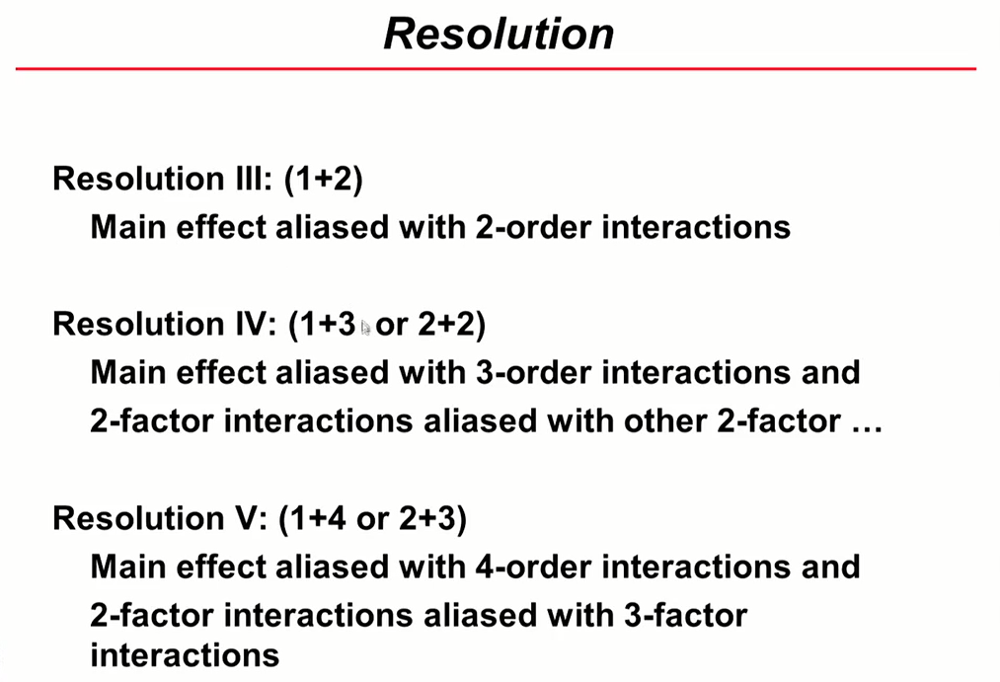 Resolution
Resolution III: (1+2)
Main effect aliased with 2-order interactions
Resolution IV: (1+3 or 2+2)
Main effect aliased with 3-order interactions and
2-factor interactions aliased with other 2-factor …
Resolution V: (1+4 or 2+3)
Main effect aliased with 4-order interactions and
2-factor interactions aliased with 3-factor
interactions